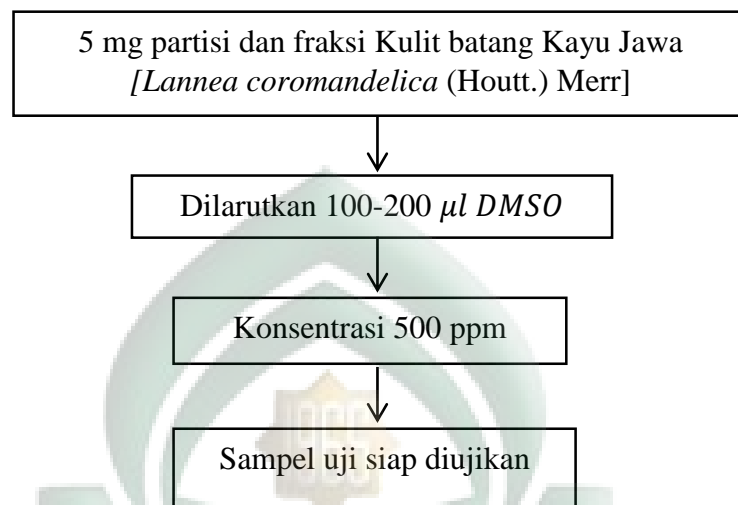 5 mg partisi dan fraksi Kulit batang Kayu Jawa
[Lannea coromandelica (Houtt.) Merr]
Dilarutkan 100-200 μl DMSO
Konsentrasi 500 ppm
Sampel uji siap diujikan